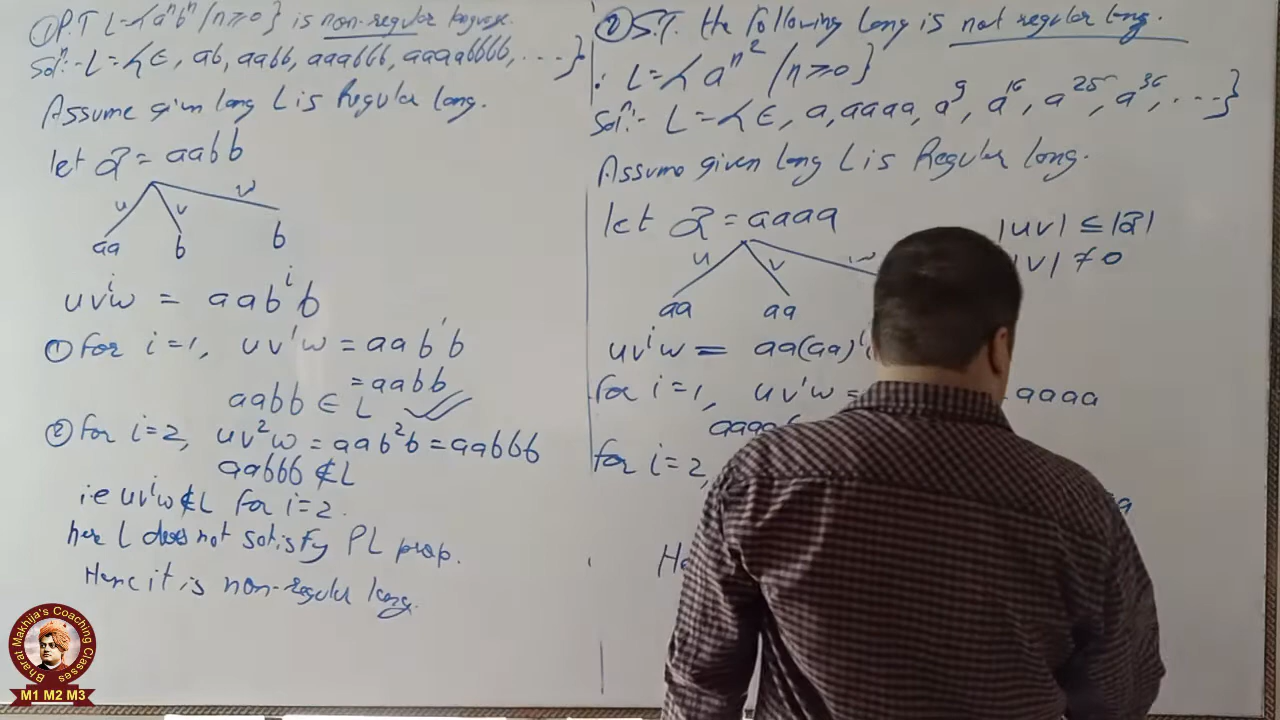 ① P.T L = {aⁿbⁿ / n≥0} is non-regular language.
Solⁿ:- L = {ϵ, ab, aabb, aaabbb, aaaabbbb, ---}
Assume given lang L is Regular lang.
let z = aabb
u v w
aa b b
uvⁱw = aabⁱb
① for i=1, uv¹w = aab¹b
= aabb
aabb ∈ L
② for i=2, uv²w = aab²b = aabbb
aabbb ∉ L
i.e uvⁱw ∉ L for i=2.
here L does not satisfy PL prop.
Hence it is non-regular lang.
② S.T. the following lang is not regular lang.
: L = {a^n² / n≥0}
Solⁿ:- L = {ϵ, a, aaaa, a⁹, a¹⁶, a²⁵, a³⁶, ---}
Assume given lang L is Regular lang.
let z = aaaa |uv| ≤ |z|
u v w |v| ≠ 0
aa aa
uvⁱw = aa(aa)ⁱ
for i=1, uv¹w = aaaa
aaaa
for i=2,
Bharat Makhija's Coaching Classes
M1 M2 M3